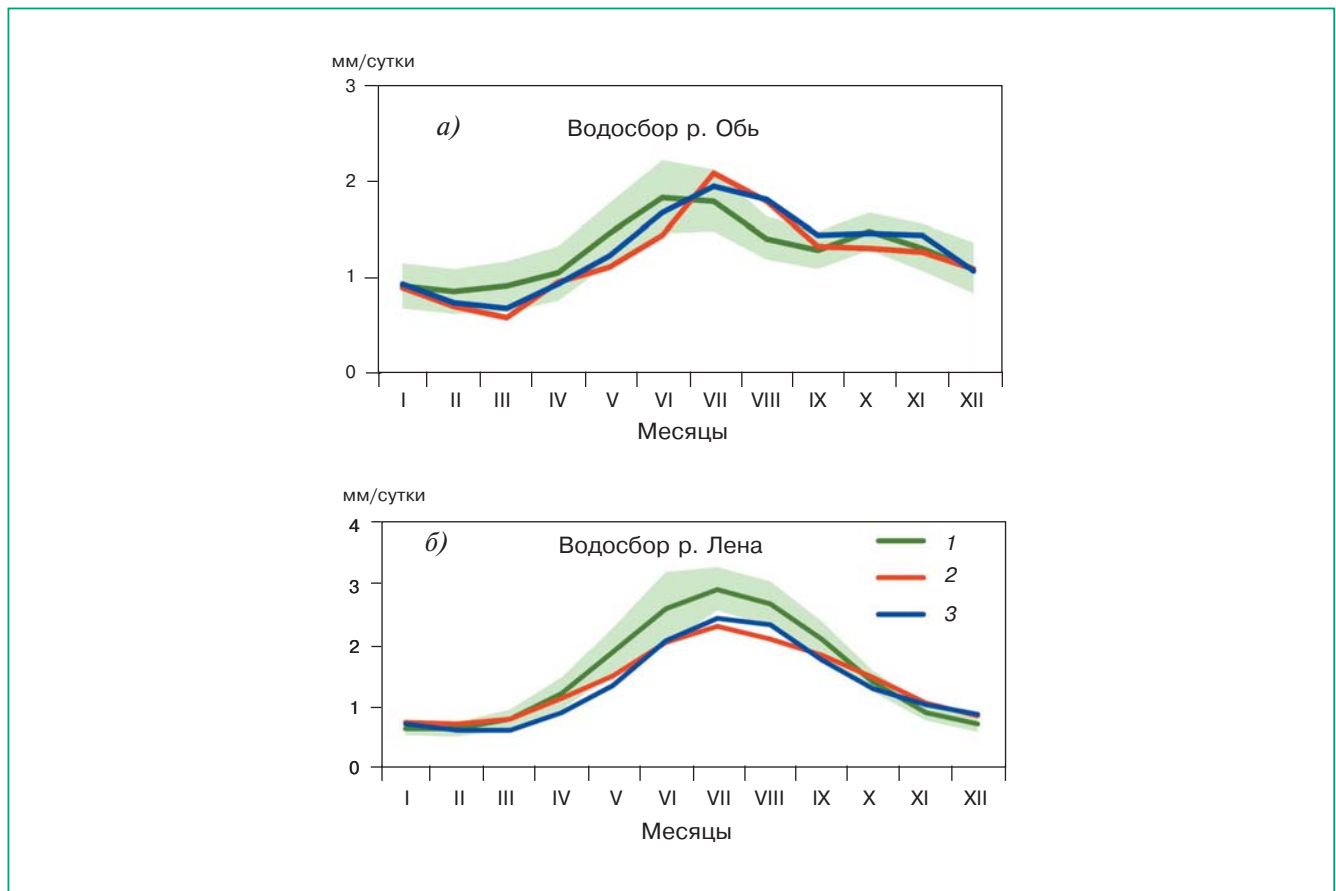 мм/сутки
3
а) Водосбор р. Обь
2
1
0
I II III IV V VI VII VIII IX X XI XII
Месяцы
мм/сутки
4
б) Водосбор р. Лена
1
2
3
3
2
1
0
I II III IV V VI VII VIII IX X XI XII
Месяцы